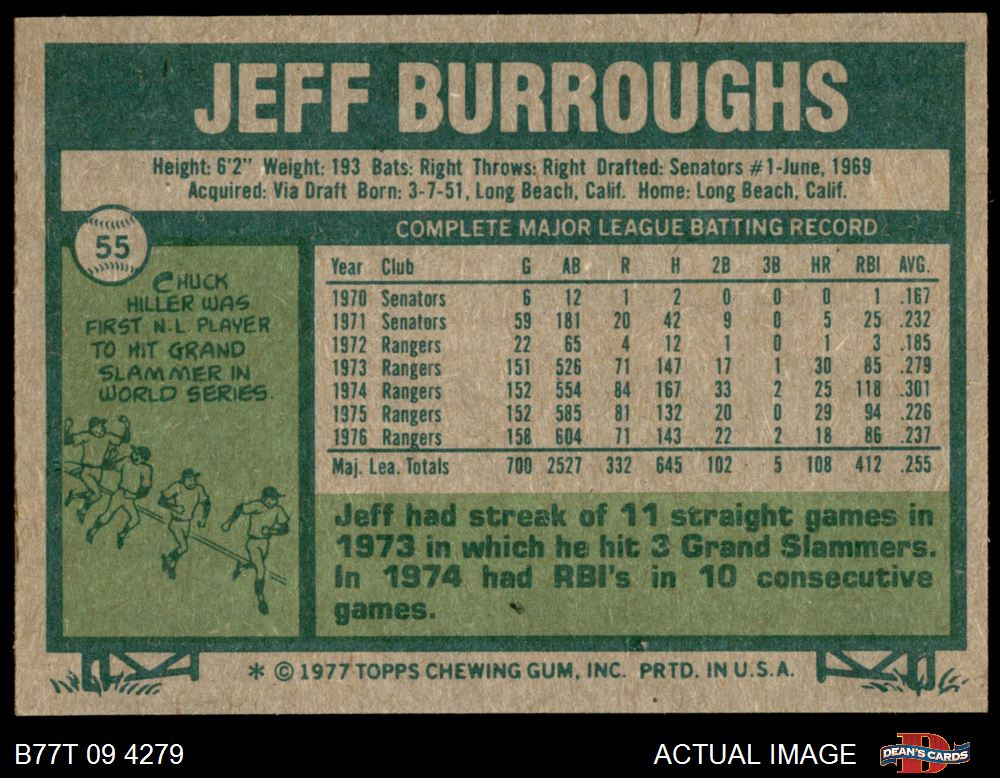 JEFF BURROUGHS
Height: 6'2" Weight: 193 Bats: Right Throws: Right Drafted: Senators #1-June, 1969
Acquired: Via Draft Born: 3-7-51, Long Beach, Calif. Home: Long Beach, Calif.
55
CHUCK
HILLER WAS
FIRST N.L. PLAYER
TO HIT GRAND
SLAMMER IN
WORLD SERIES.
COMPLETE MAJOR LEAGUE BATTING RECORD
Year Club G AB R H 2B 3B HR RBI AVG.
1970 Senators 6 12 1 2 0 0 0 1 .167
1971 Senators 59 181 20 42 9 0 5 25 .232
1972 Rangers 22 65 4 12 1 0 1 3 .185
1973 Rangers 151 526 71 147 17 1 30 85 .279
1974 Rangers 152 554 84 167 33 2 25 118 .301
1975 Rangers 152 585 81 132 20 0 29 94 .226
1976 Rangers 158 604 71 143 22 2 18 86 .237
Maj. Lea. Totals 700 2527 332 645 102 5 108 412 .255
Jeff had streak of 11 straight games in
1973 in which he hit 3 Grand Slammers.
In 1974 had RBI's in 10 consecutive
games.
* © 1977 TOPPS CHEWING GUM, INC. PRTD. IN U.S.A.
B77T 09 4279
ACTUAL IMAGE
D
DEAN'S CARDS